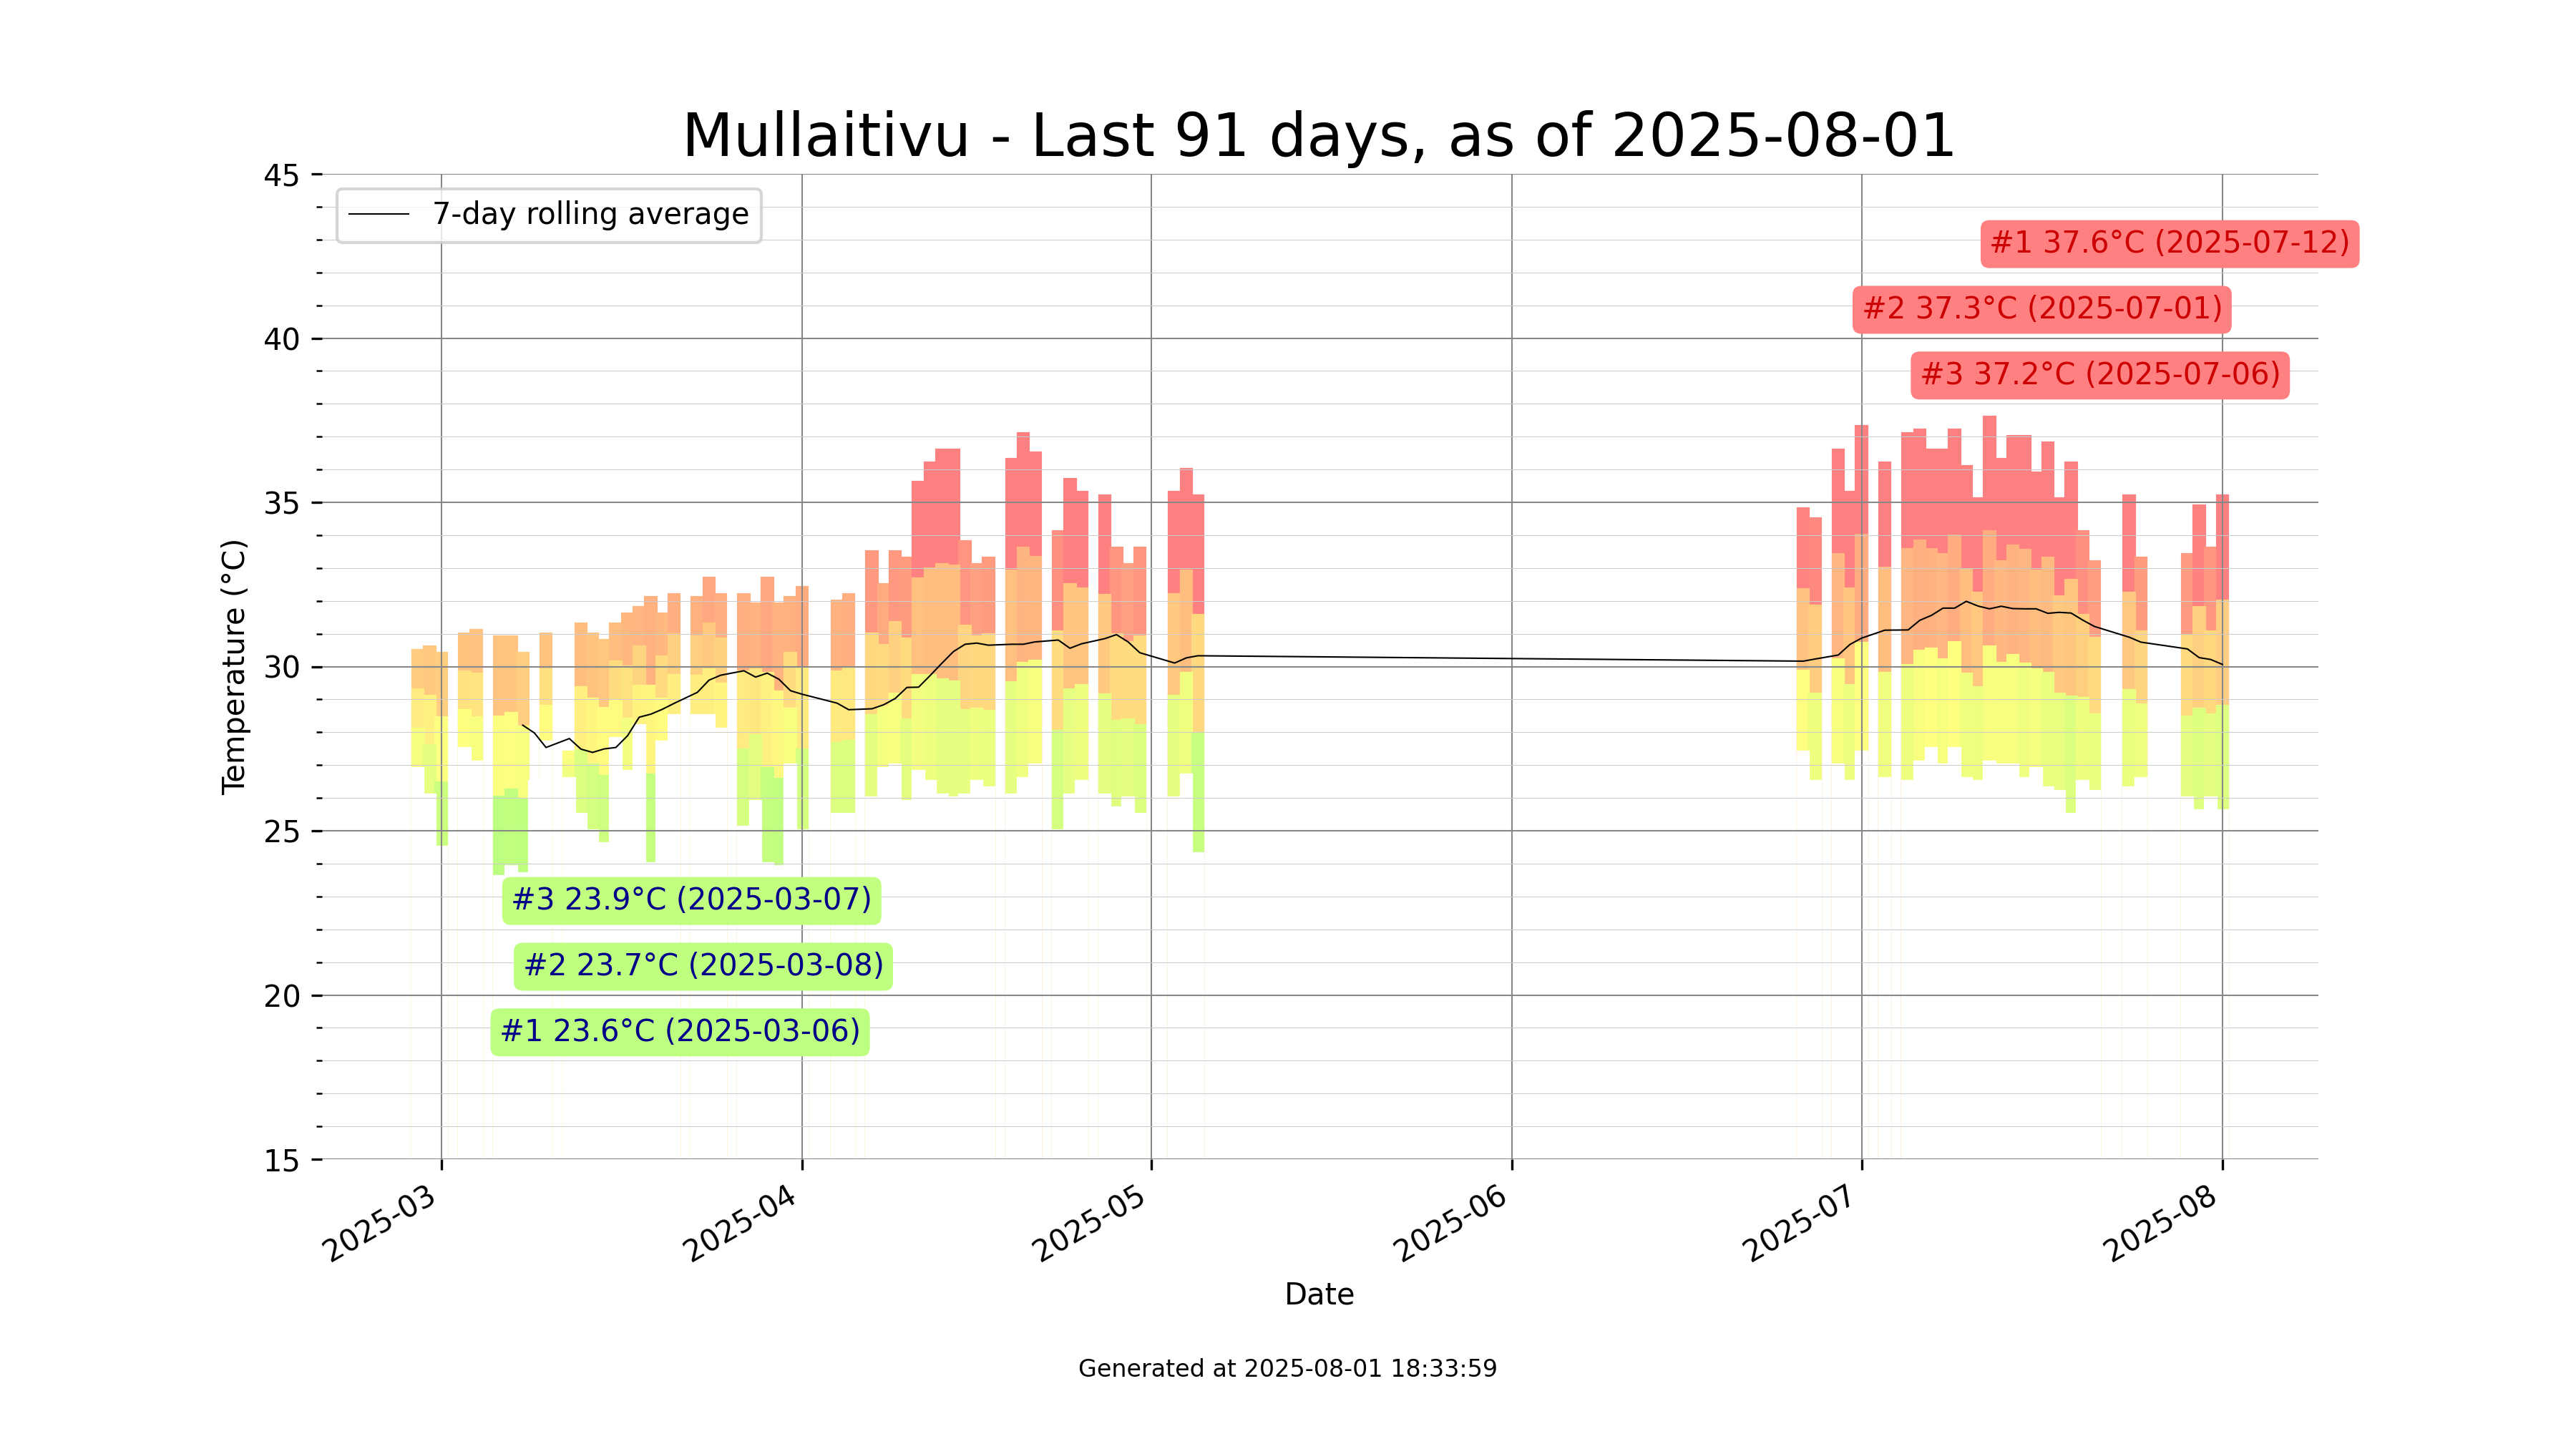 Mullaitivu - Last 91 days, as of 2025-08-01
7-day rolling average
#1 37.6°C (2025-07-12)
#2 37.3°C (2025-07-01)
#3 37.2°C (2025-07-06)
#3 23.9°C (2025-03-07)
#2 23.7°C (2025-03-08)
#1 23.6°C (2025-03-06)
Temperature (°C)
45
40
35
30
25
20
15
2025-03
2025-04
2025-05
2025-06
2025-07
2025-08
Date
Generated at 2025-08-01 18:33:59